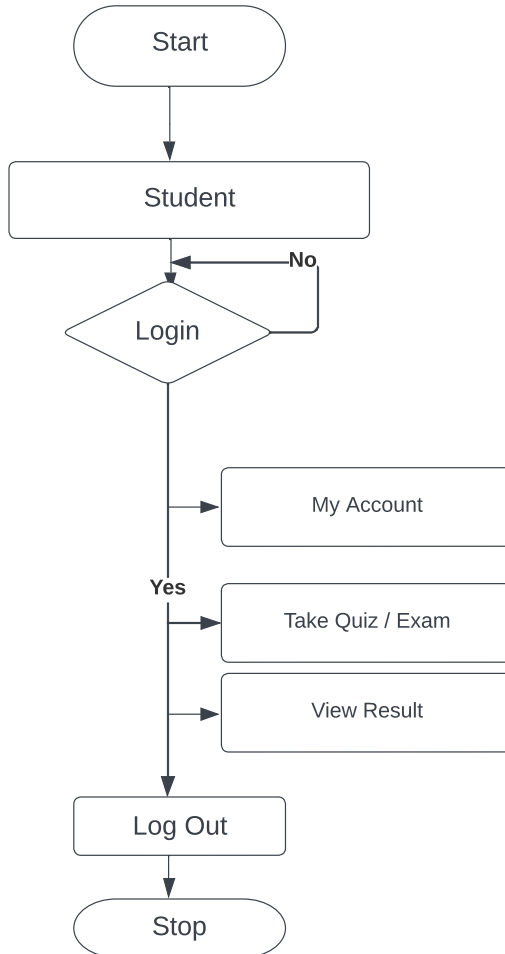 Start
Student
No
Login
My Account
Yes
Take Quiz / Exam
View Result
Log Out
Stop